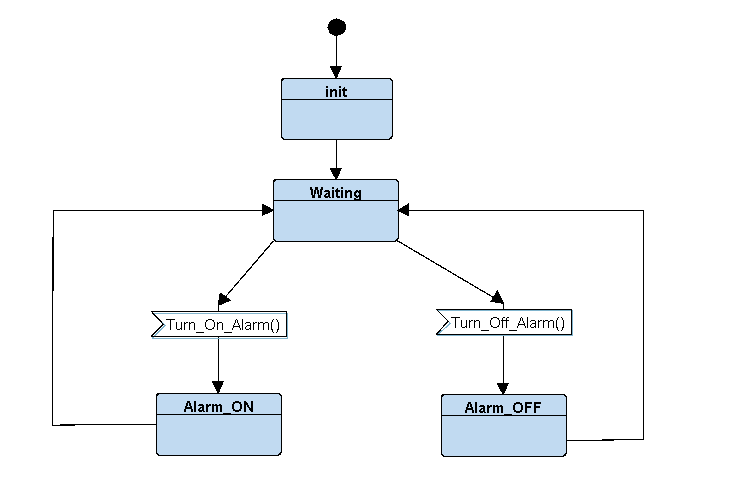 init
Waiting
Turn_On_Alarm()
Turn_Off_Alarm()
Alarm_ON
Alarm_OFF